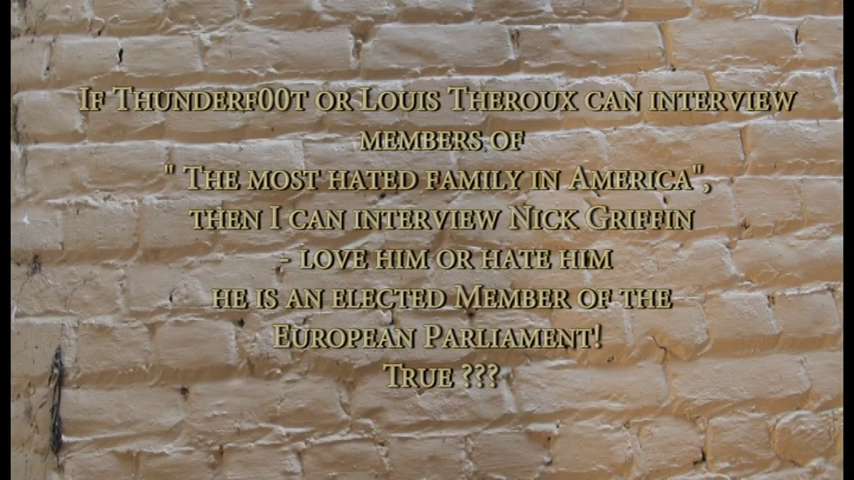 If Thunderf00t or Louis Theroux can interview
members of
" The most hated family in America",
then I can interview Nick Griffin
- love him or hate him
he is an elected Member of the
European Parliament!
True ???